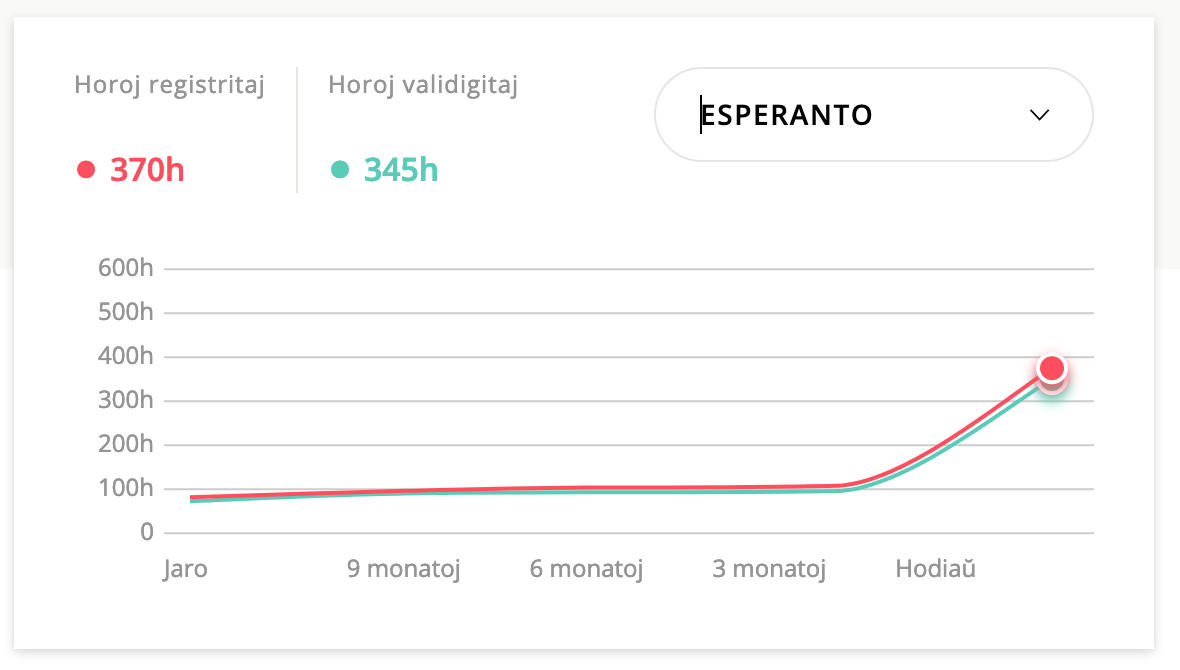 Horoj registritaj
370h
Horoj validigitaj
345h
ESPERANTO
600h
500h
400h
300h
200h
100h
0
Jaro 9 monatoj 6 monatoj 3 monatoj Hodiaŭ